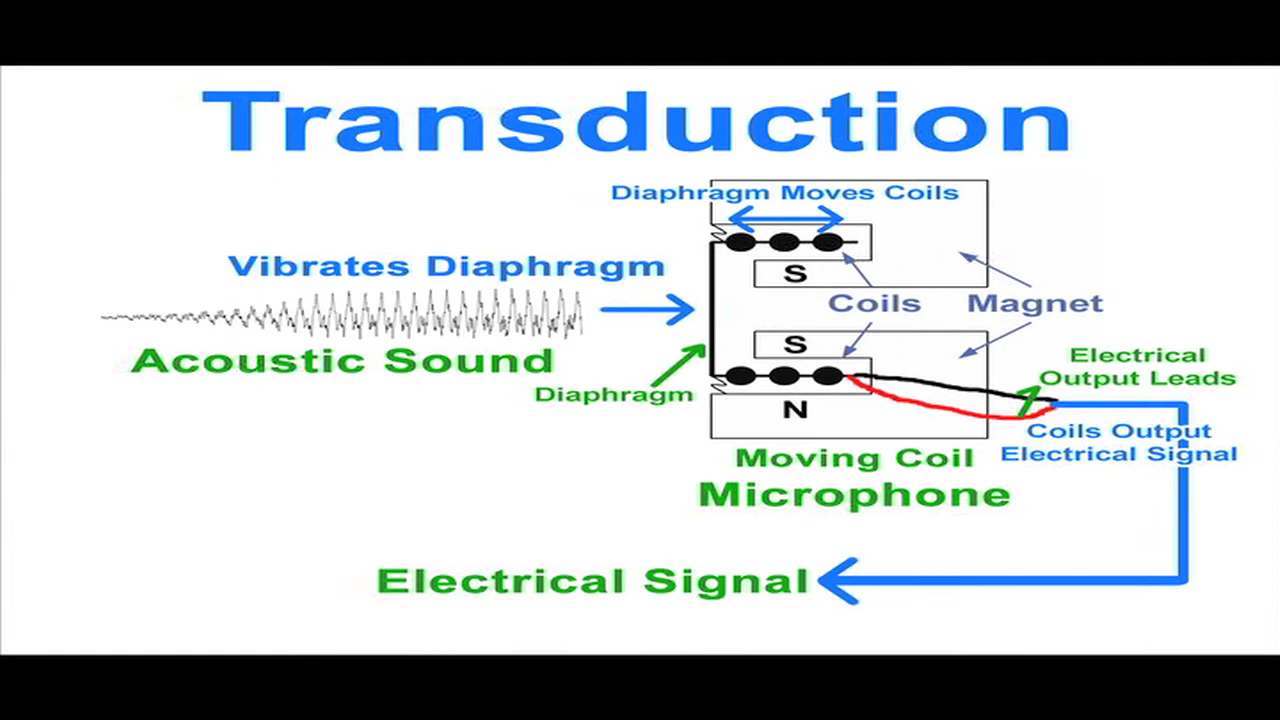 Transduction
Diaphragm Moves Coils
Vibrates Diaphragm
S
Coils
Magnet
Acoustic Sound
S
Diaphragm
Electrical
Output Leads
N
Coils Output
Electrical Signal
Moving Coil
Microphone
Electrical Signal